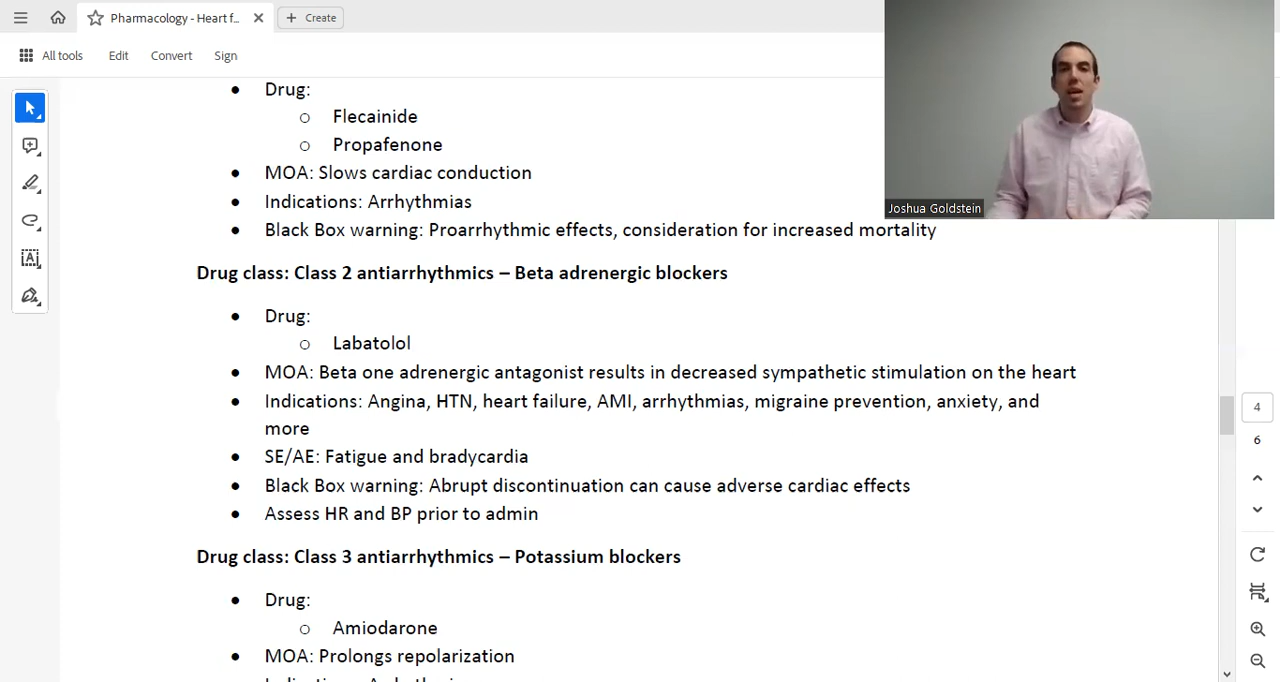 Pharmacology - Heart f...
Create
All tools
Edit
Convert
Sign
Joshua Goldstein
• Drug:
○ Flecainide
○ Propafenone
• MOA: Slows cardiac conduction
• Indications: Arrhythmias
• Black Box warning: Proarrhythmic effects, consideration for increased mortality
Drug class: Class 2 antiarrhythmics – Beta adrenergic blockers
• Drug:
○ Labatolol
• MOA: Beta one adrenergic antagonist results in decreased sympathetic stimulation on the heart
• Indications: Angina, HTN, heart failure, AMI, arrhythmias, migraine prevention, anxiety, and
more
• SE/AE: Fatigue and bradycardia
• Black Box warning: Abrupt discontinuation can cause adverse cardiac effects
• Assess HR and BP prior to admin
Drug class: Class 3 antiarrhythmics – Potassium blockers
• Drug:
○ Amiodarone
• MOA: Prolongs repolarization
4
6